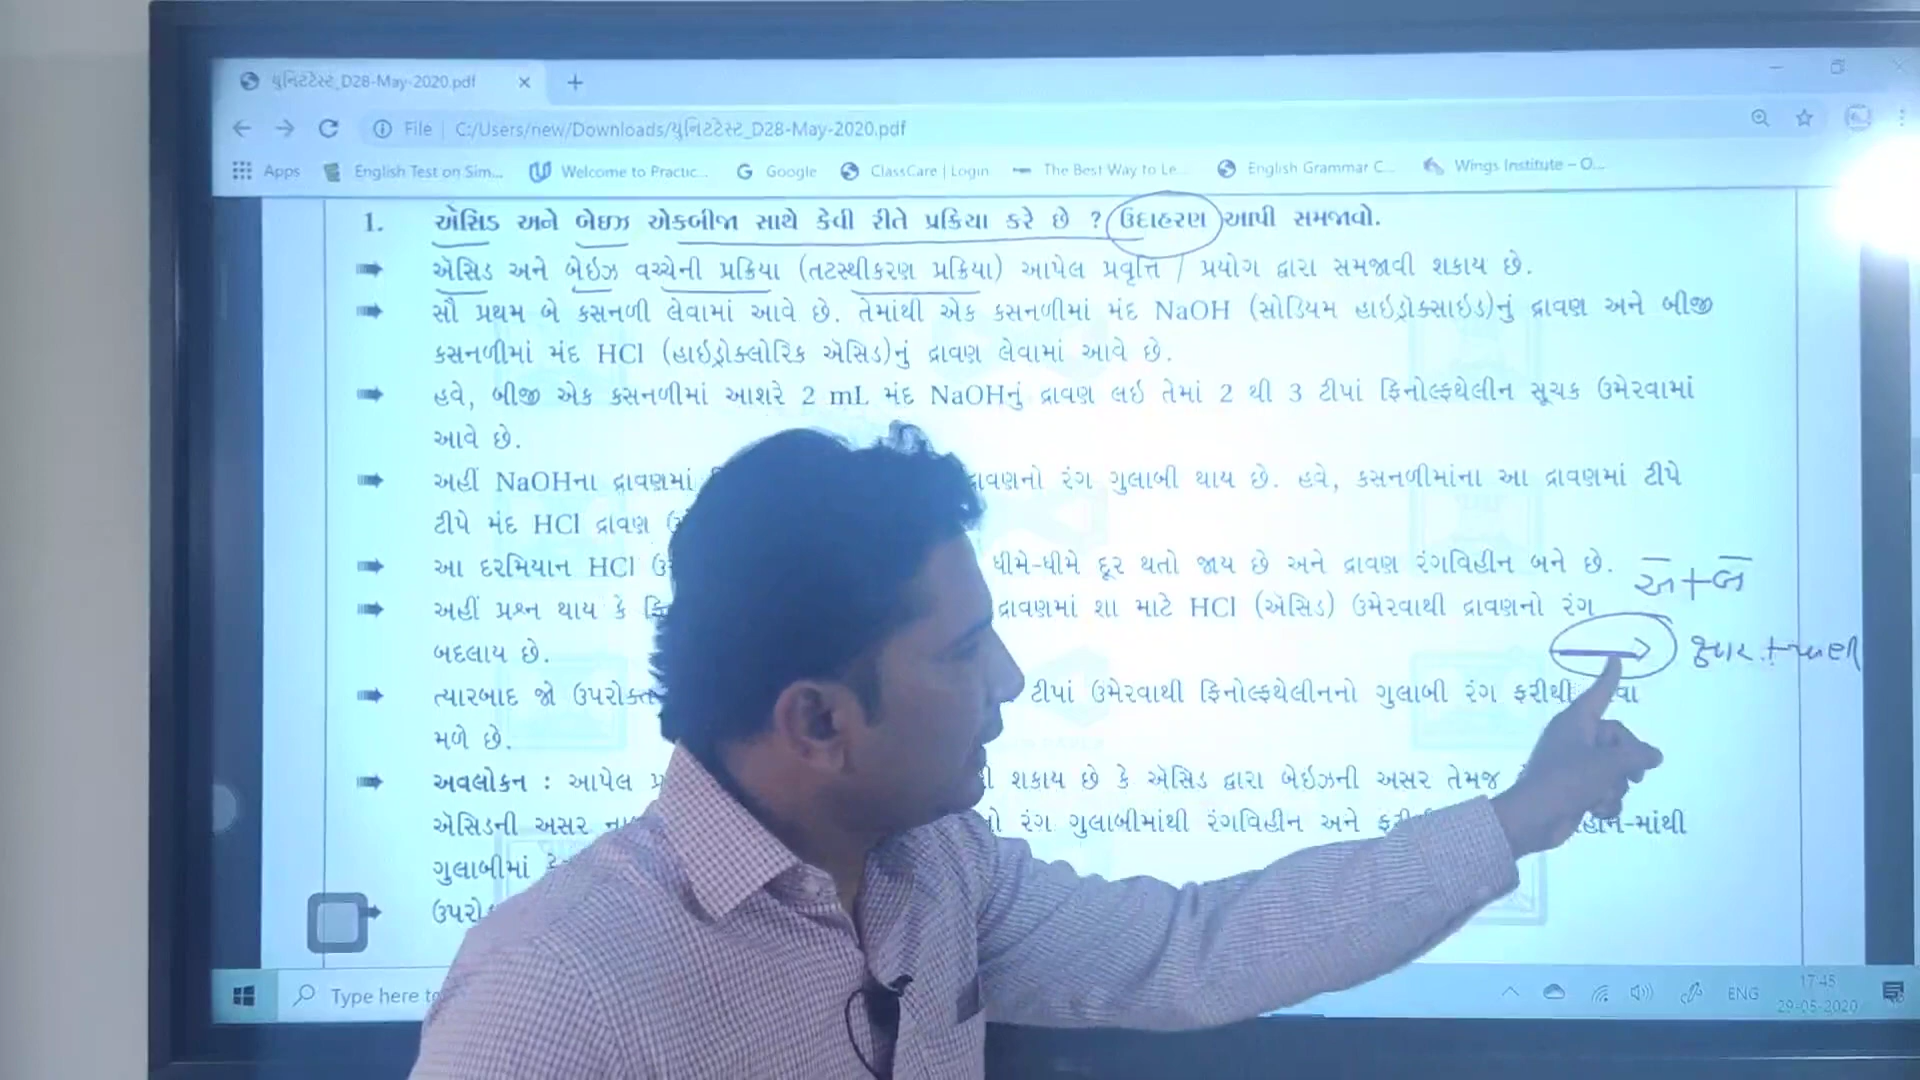 યુનિટટેસ્ટ_D28-May-2020.pdf
File | C:/Users/new/Downloads/યુનિટટેસ્ટ_D28-May-2020.pdf
Apps English Test on Sim... Welcome to Practic... Google ClassCare | Login The Best Way to Le... English Grammar C... Wings Institute – O...
1. ઍસિડ અને બેઇઝ એકબીજા સાથે કેવી રીતે પ્રક્રિયા કરે છે ? ઉદાહરણ આપી સમજાવો.
ઍસિડ અને બેઇઝ વચ્ચેની પ્રક્રિયા (તટસ્થીકરણ પ્રક્રિયા) આપેલ પ્રવૃત્તિ / પ્રયોગ દ્વારા સમજાવી શકાય છે.
સૌ પ્રથમ બે કસનળી લેવામાં આવે છે. તેમાંથી એક કસનળીમાં મંદ NaOH (સોડિયમ હાઇડ્રોક્સાઇડ)નું દ્રાવણ અને બીજી
કસનળીમાં મંદ HCl (હાઇડ્રોક્લોરિક ઍસિડ)નું દ્રાવણ લેવામાં આવે છે.
હવે, બીજી એક કસનળીમાં આશરે 2 mL મંદ NaOHનું દ્રાવણ લઇ તેમાં 2 થી 3 ટીપાં ફિનોલ્ફથેલીન સૂચક ઉમેરવામાં
આવે છે.
અહીં NaOHના દ્રાવણમાં દ્રાવણનો રંગ ગુલાબી થાય છે. હવે, કસનળીમાંના આ દ્રાવણમાં ટીપે
ટીપે મંદ HCl દ્રાવણ
આ દરમિયાન HCl ધીમે-ધીમે દૂર થતો જાય છે અને દ્રાવણ રંગવિહીન બને છે.
અ + બ
અહીં પ્રશ્ન થાય કે દ્રાવણમાં શા માટે HCl (ઍસિડ) ઉમેરવાથી દ્રાવણનો રંગ
બદલાય છે.
→ ક્ષાર + પાણી
ત્યારબાદ જો ઉપરોક્ત ટીપાં ઉમેરવાથી ફિનોલ્ફથેલીનનો ગુલાબી રંગ ફરીથી
મળે છે.
અવલોકન : આપેલ શકાય છે કે ઍસિડ દ્વારા બેઇઝની અસર તેમજ
ઍસિડની અસર રંગ ગુલાબીમાંથી રંગવિહીન અને
ગુલાબીમાં
Type here to
ENG
17:45
29-05-2020